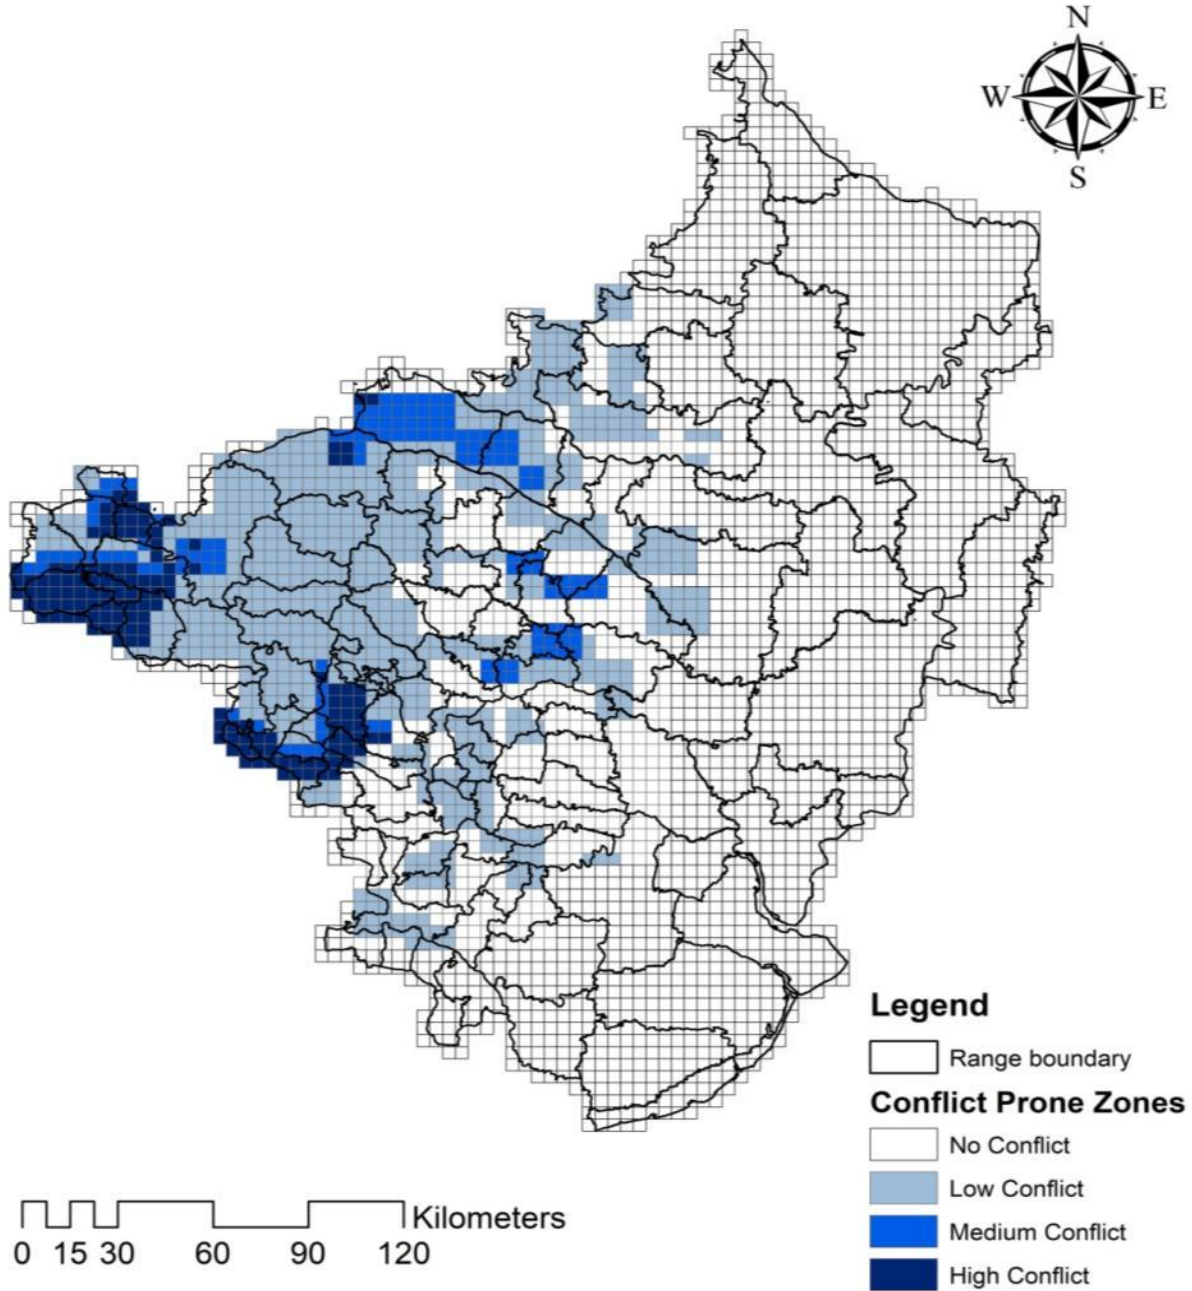 N
W E
S
Legend
Range boundary
Conflict Prone Zones
No Conflict
Low Conflict
Medium Conflict
High Conflict
Kilometers
0 15 30 60 90 120